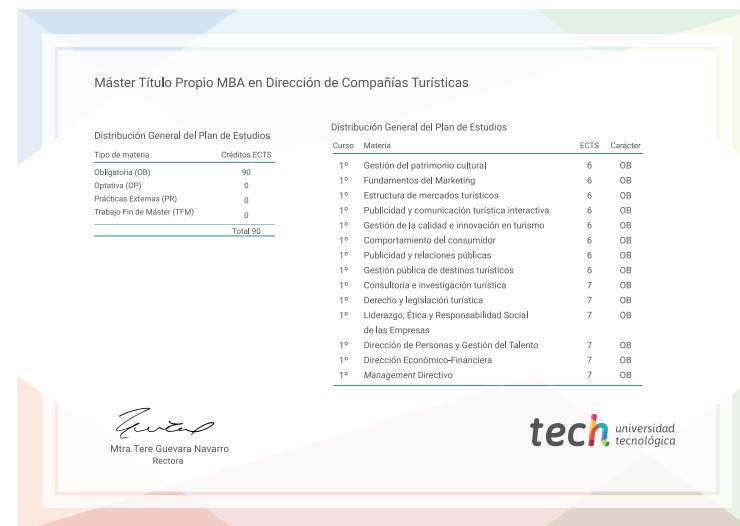 Máster Título Propio MBA en Dirección de Compañías Turísticas
Distribución General del Plan de Estudios
Tipo de materia Créditos ECTS
Obligatoria (OB) 90
Optativa (OP) 0
Prácticas Externas (PR) 0
Trabajo Fin de Máster (TFM) 0
Total 90
Distribución General del Plan de Estudios
Curso Materia ECTS Carácter
1º Gestión del patrimonio cultural 6 OB
1º Fundamentos del Marketing 6 OB
1º Estructura de mercados turísticos 6 OB
1º Publicidad y comunicación turística interactiva 6 OB
1º Gestión de la calidad e innovación en turismo 6 OB
1º Comportamiento del consumidor 6 OB
1º Publicidad y relaciones públicas 6 OB
1º Gestión pública de destinos turísticos 6 OB
1º Consultoría e investigación turística 7 OB
1º Derecho y legislación turística 7 OB
1º Liderazgo, Ética y Responsabilidad Social 7 OB
de las Empresas
1º Dirección de Personas y Gestión del Talento 7 OB
1º Dirección Económico-Financiera 7 OB
1º Management Directivo 7 OB
Mtra.Tere Guevara Navarro
Rectora
tech universidad
tecnológica